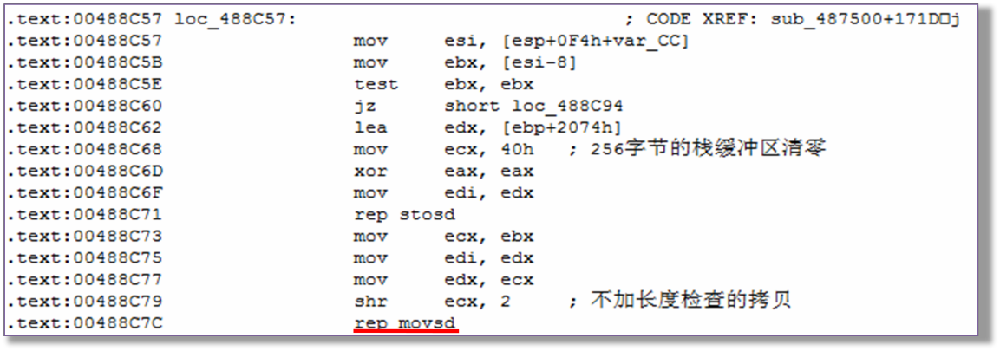 .text:00488C57 loc_488C57: ; CODE XREF: sub_487500+171D□j
.text:00488C57 mov esi, [esp+0F4h+var_CC]
.text:00488C5B mov ebx, [esi-8]
.text:00488C5E test ebx, ebx
.text:00488C60 jz short loc_488C94
.text:00488C62 lea edx, [ebp+2074h]
.text:00488C68 mov ecx, 40h ; 256字节的栈缓冲区清零
.text:00488C6D xor eax, eax
.text:00488C6F mov edi, edx
.text:00488C71 rep stosd
.text:00488C73 mov ecx, ebx
.text:00488C75 mov edi, edx
.text:00488C77 mov edx, ecx
.text:00488C79 shr ecx, 2 ; 不加长度检查的拷贝
.text:00488C7C rep movsd